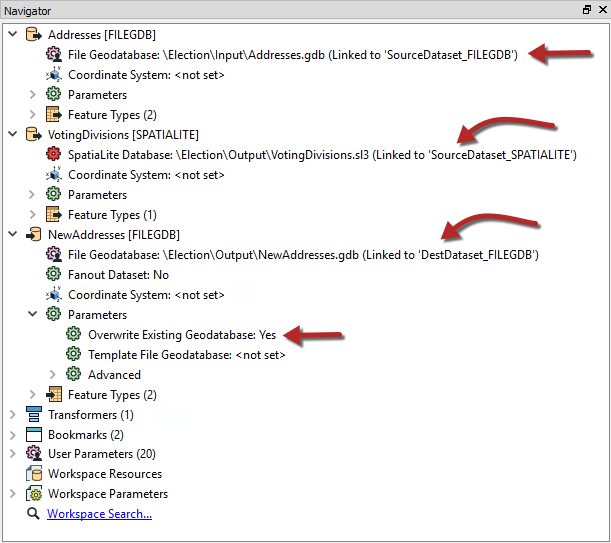 Navigator
Addresses [FILEGDB]
File Geodatabase: \Election\Input\Addresses.gdb (Linked to 'SourceDataset_FILEGDB')
Coordinate System: <not set>
Parameters
Feature Types (2)
VotingDivisions [SPATIALITE]
SpatiaLite Database: \Election\Output\VotingDivisions.sl3 (Linked to 'SourceDataset_SPATIALITE')
Coordinate System: <not set>
Parameters
Feature Types (1)
NewAddresses [FILEGDB]
File Geodatabase: \Election\Output\NewAddresses.gdb (Linked to 'DestDataset_FILEGDB')
Fanout Dataset: No
Coordinate System: <not set>
Parameters
Overwrite Existing Geodatabase: Yes
Template File Geodatabase: <not set>
Advanced
Feature Types (2)
Transformers (1)
Bookmarks (2)
User Parameters (20)
Workspace Resources
Workspace Parameters
Workspace Search...